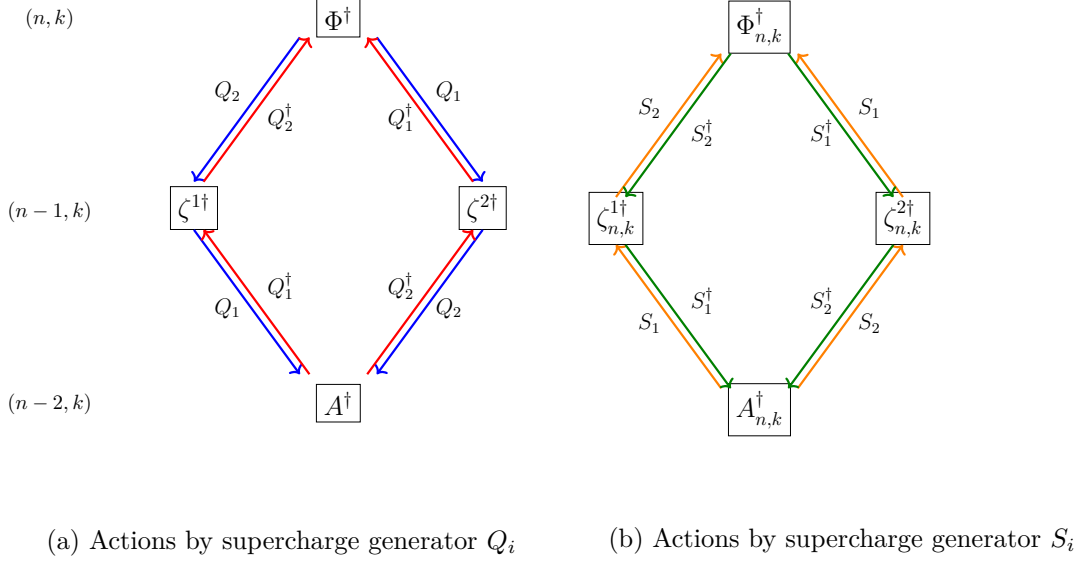 (n, k) Φ† Φ†n,k
Q2 Q1 S2 S1
Q†2 Q†1 S†2 S†1
(n − 1, k) ζ1† ζ2† ζ1†n,k ζ2†n,k
Q†1 Q†2 S†1 S†2
Q1 Q2 S1 S2
(n − 2, k) A† A†n,k
(a) Actions by supercharge generator Qi (b) Actions by supercharge generator Si